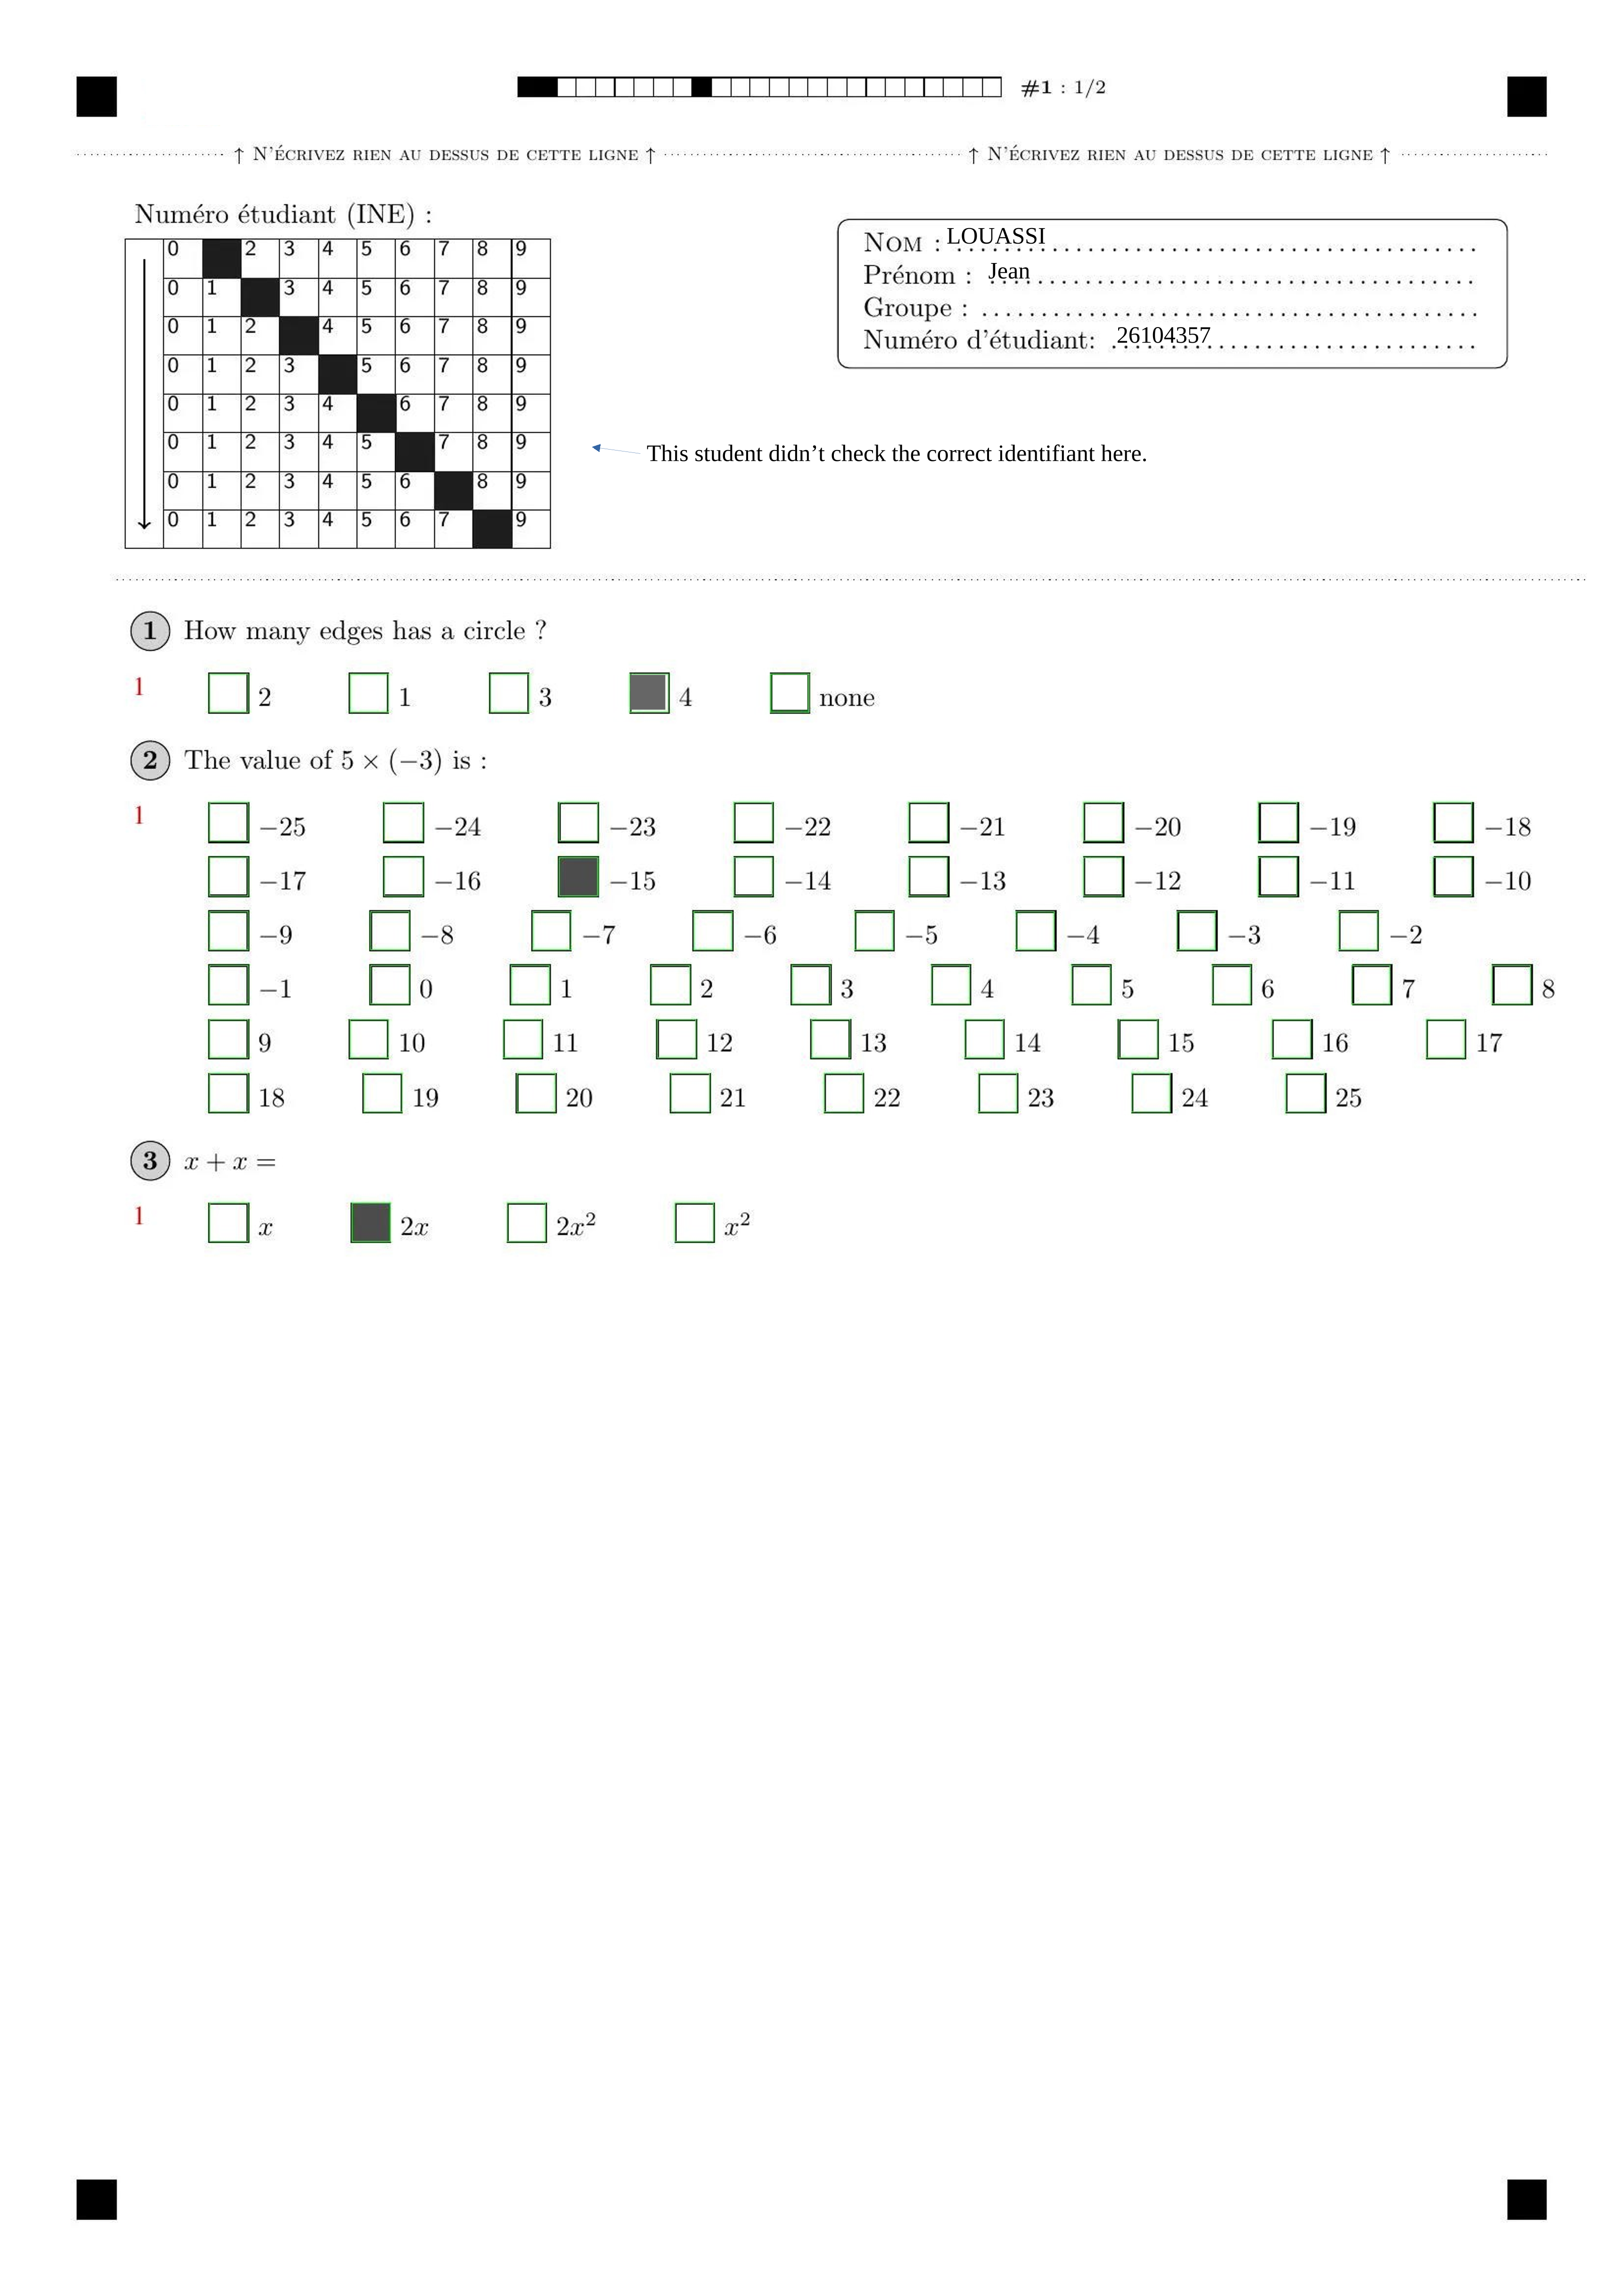 #1 : 1/2
↑ N'ÉCRIVEZ RIEN AU DESSUS DE CETTE LIGNE ↑ ↑ N'ÉCRIVEZ RIEN AU DESSUS DE CETTE LIGNE ↑
Numéro étudiant (INE) :
0 2 3 4 5 6 7 8 9
0 1 3 4 5 6 7 8 9
0 1 2 4 5 6 7 8 9
0 1 2 3 5 6 7 8 9
0 1 2 3 4 6 7 8 9
0 1 2 3 4 5 7 8 9
0 1 2 3 4 5 6 8 9
0 1 2 3 4 5 6 7 9
NOM : LOUASSI
Prénom : Jean
Groupe :
Numéro d'étudiant: 26104357
This student didn't check the correct identifiant here.
1 How many edges has a circle ?
1 2 1 3 4 none
2 The value of 5 × (−3) is :
1 −25 −24 −23 −22 −21 −20 −19 −18
−17 −16 −15 −14 −13 −12 −11 −10
−9 −8 −7 −6 −5 −4 −3 −2
−1 0 1 2 3 4 5 6 7 8
9 10 11 12 13 14 15 16 17
18 19 20 21 22 23 24 25
3 x + x =
1 x 2x 2x² x²